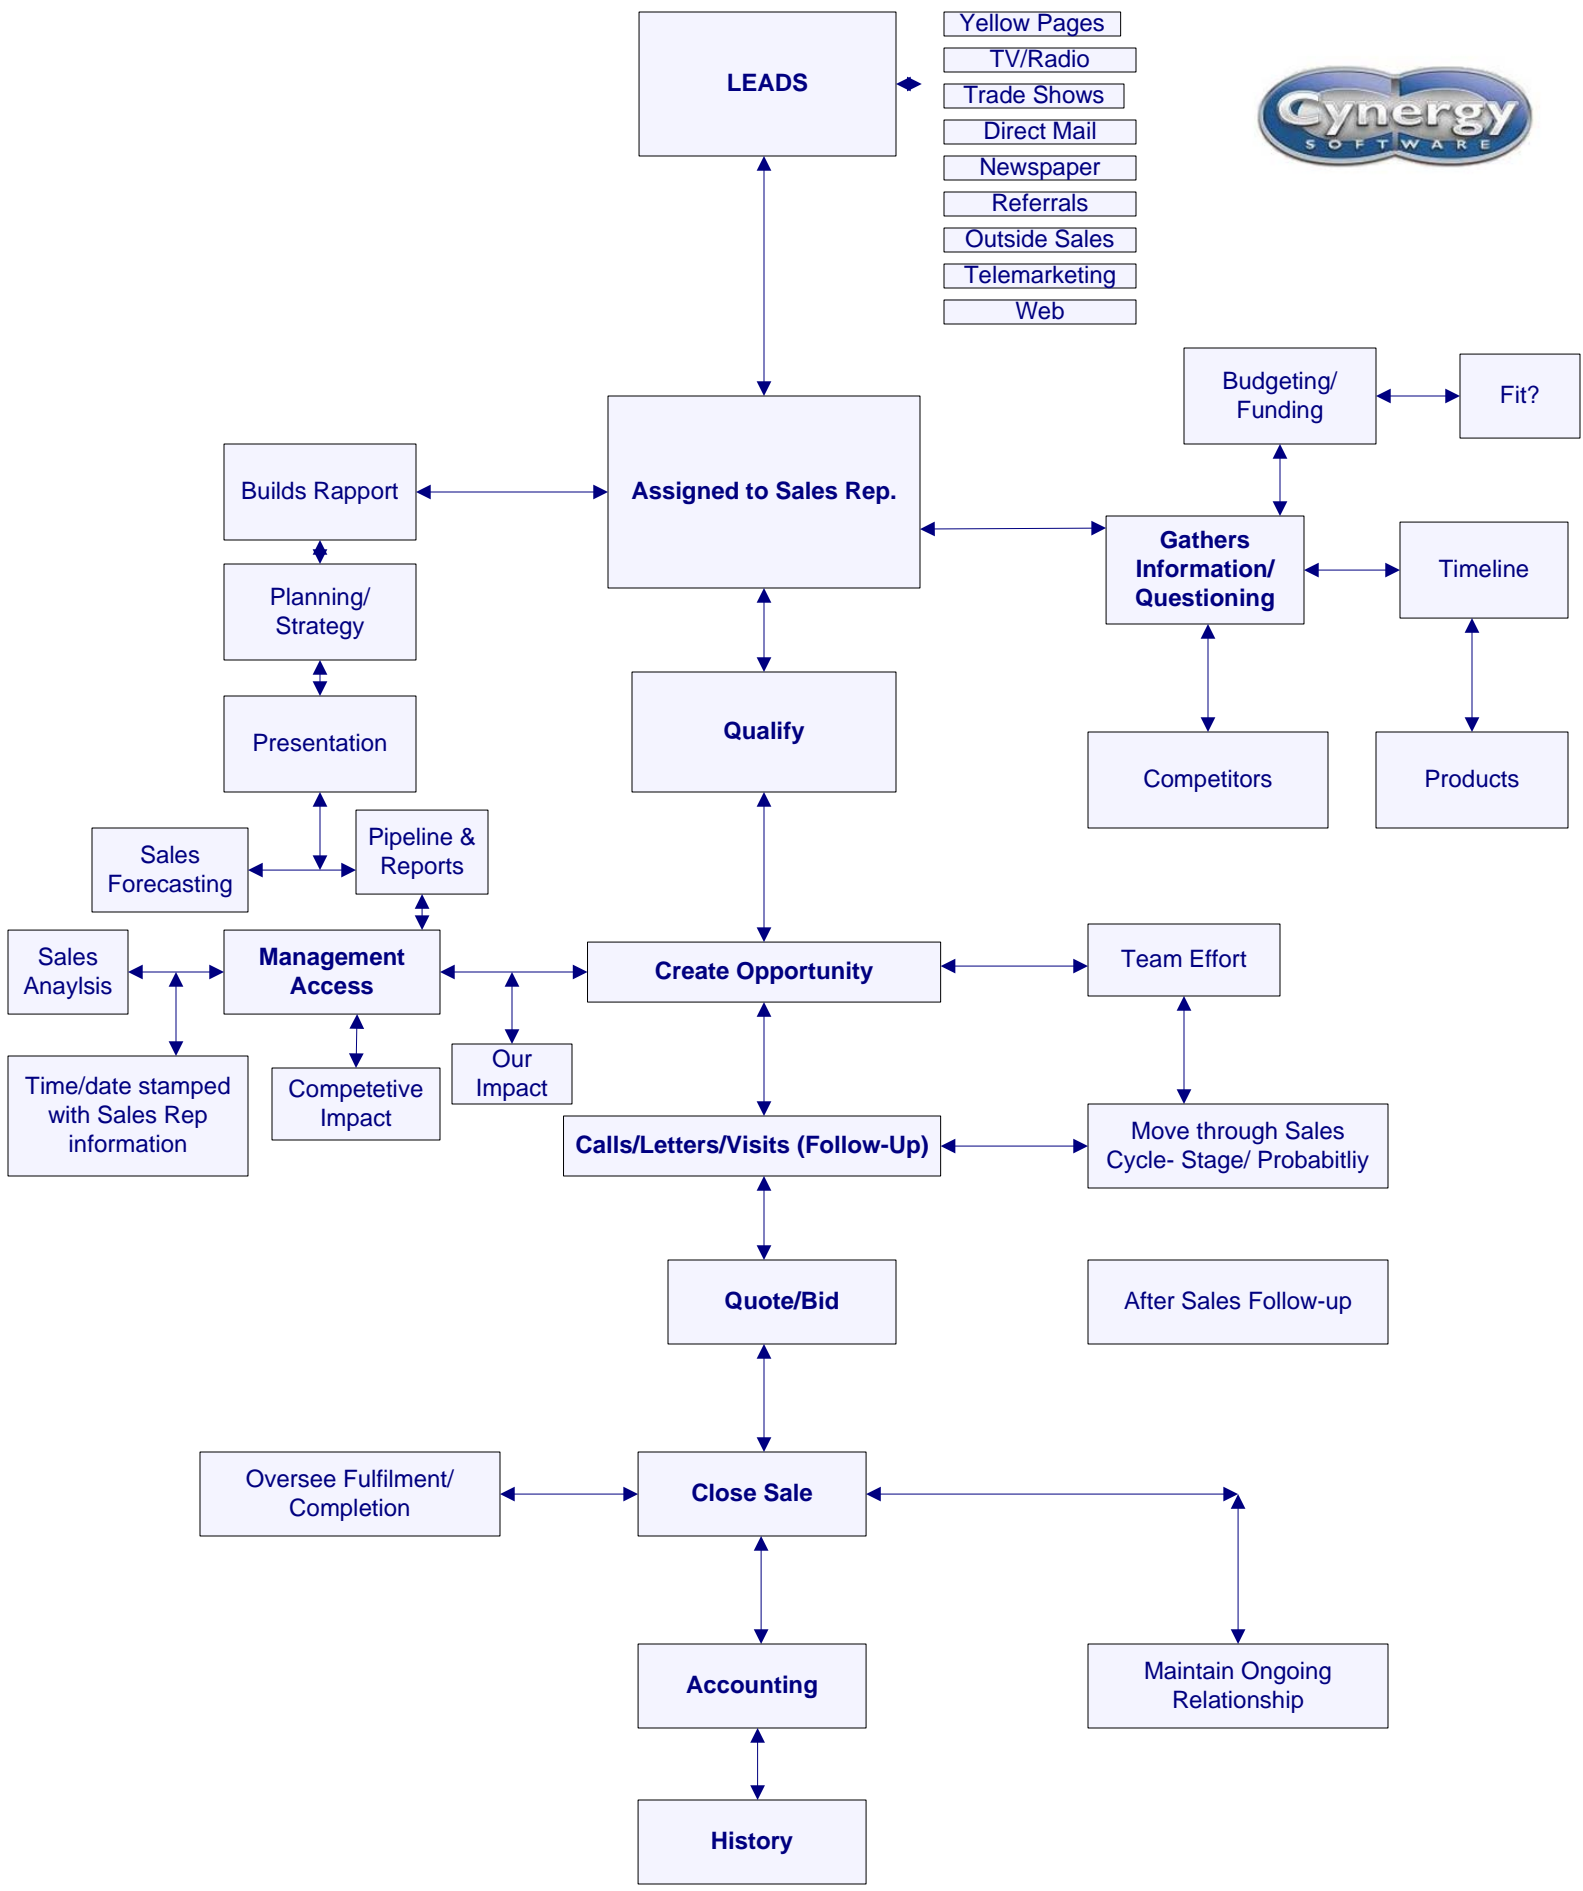 Yellow Pages
TV/Radio
LEADS
Trade Shows
Direct Mail
Newspaper
Referrals
Outside Sales
Telemarketing
Web
Cynergy
SOFTWARE
Budgeting/
Funding
Fit?
Builds Rapport
Assigned to Sales Rep.
Gathers
Information/
Questioning
Timeline
Planning/
Strategy
Qualify
Presentation
Competitors
Products
Pipeline &
Reports
Sales
Forecasting
Sales
Anaylsis
Management
Access
Create Opportunity
Team Effort
Our
Impact
Time/date stamped
with Sales Rep
information
Competetive
Impact
Calls/Letters/Visits (Follow-Up)
Move through Sales
Cycle- Stage/ Probabitliy
Quote/Bid
After Sales Follow-up
Oversee Fulfilment/
Completion
Close Sale
Accounting
Maintain Ongoing
Relationship
History